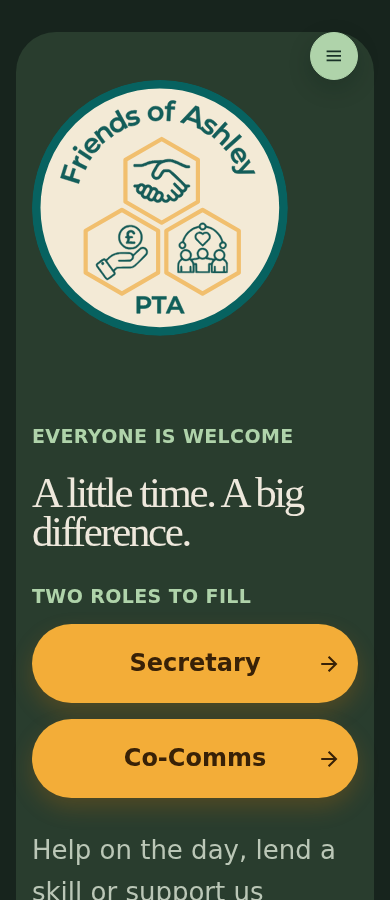 Friends of Ashley
£
PTA
EVERYONE IS WELCOME
A little time. A big
difference.
TWO ROLES TO FILL
Secretary →
Co-Comms →
Help on the day, lend a
skill or support us